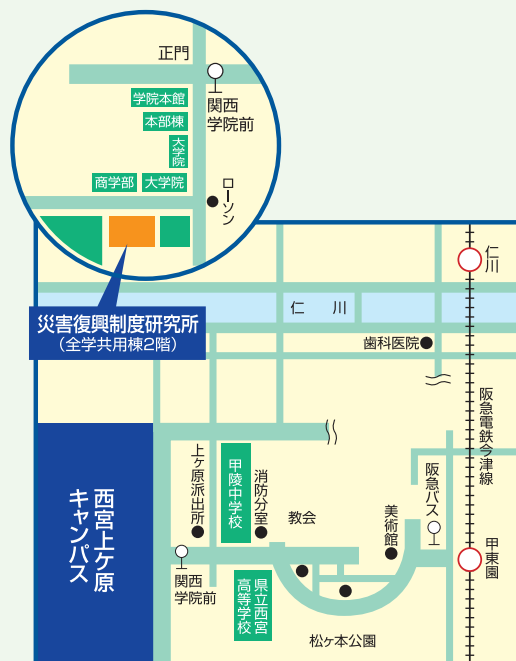 正門
関西
学院前
学院本館
本部棟
大学院
商学部
大学院
ローソン
災害復興制度研究所
（全学共用棟2階）
仁川
仁　川
歯科医院
阪急電鉄今津線
西宮上ケ原
キャンパス
上ヶ原派出所
甲陵中学校
消防分室
教会
美術館
阪急バス
甲東園
関西
学院前
県立西宮
高等学校
松ヶ本公園